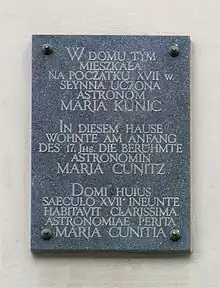 W DOMU TYM
MIESZKAŁA
NA POCZĄTKU XVII W.
SŁYNNA UCZONA
ASTRONOM
MARIA KUNIC
IN DIESEM HAUSE
WOHNTE AM ANFANG
DES 17. JHS. DIE BERÜHMTE
ASTRONOMIN
MARIA CUNITZ
DOMI HUIUS
SAECULO XVII INEUNTE
HABITAVIT CLARISSIMA
ASTRONOMIAE PERITA
MARIA CUNITIA